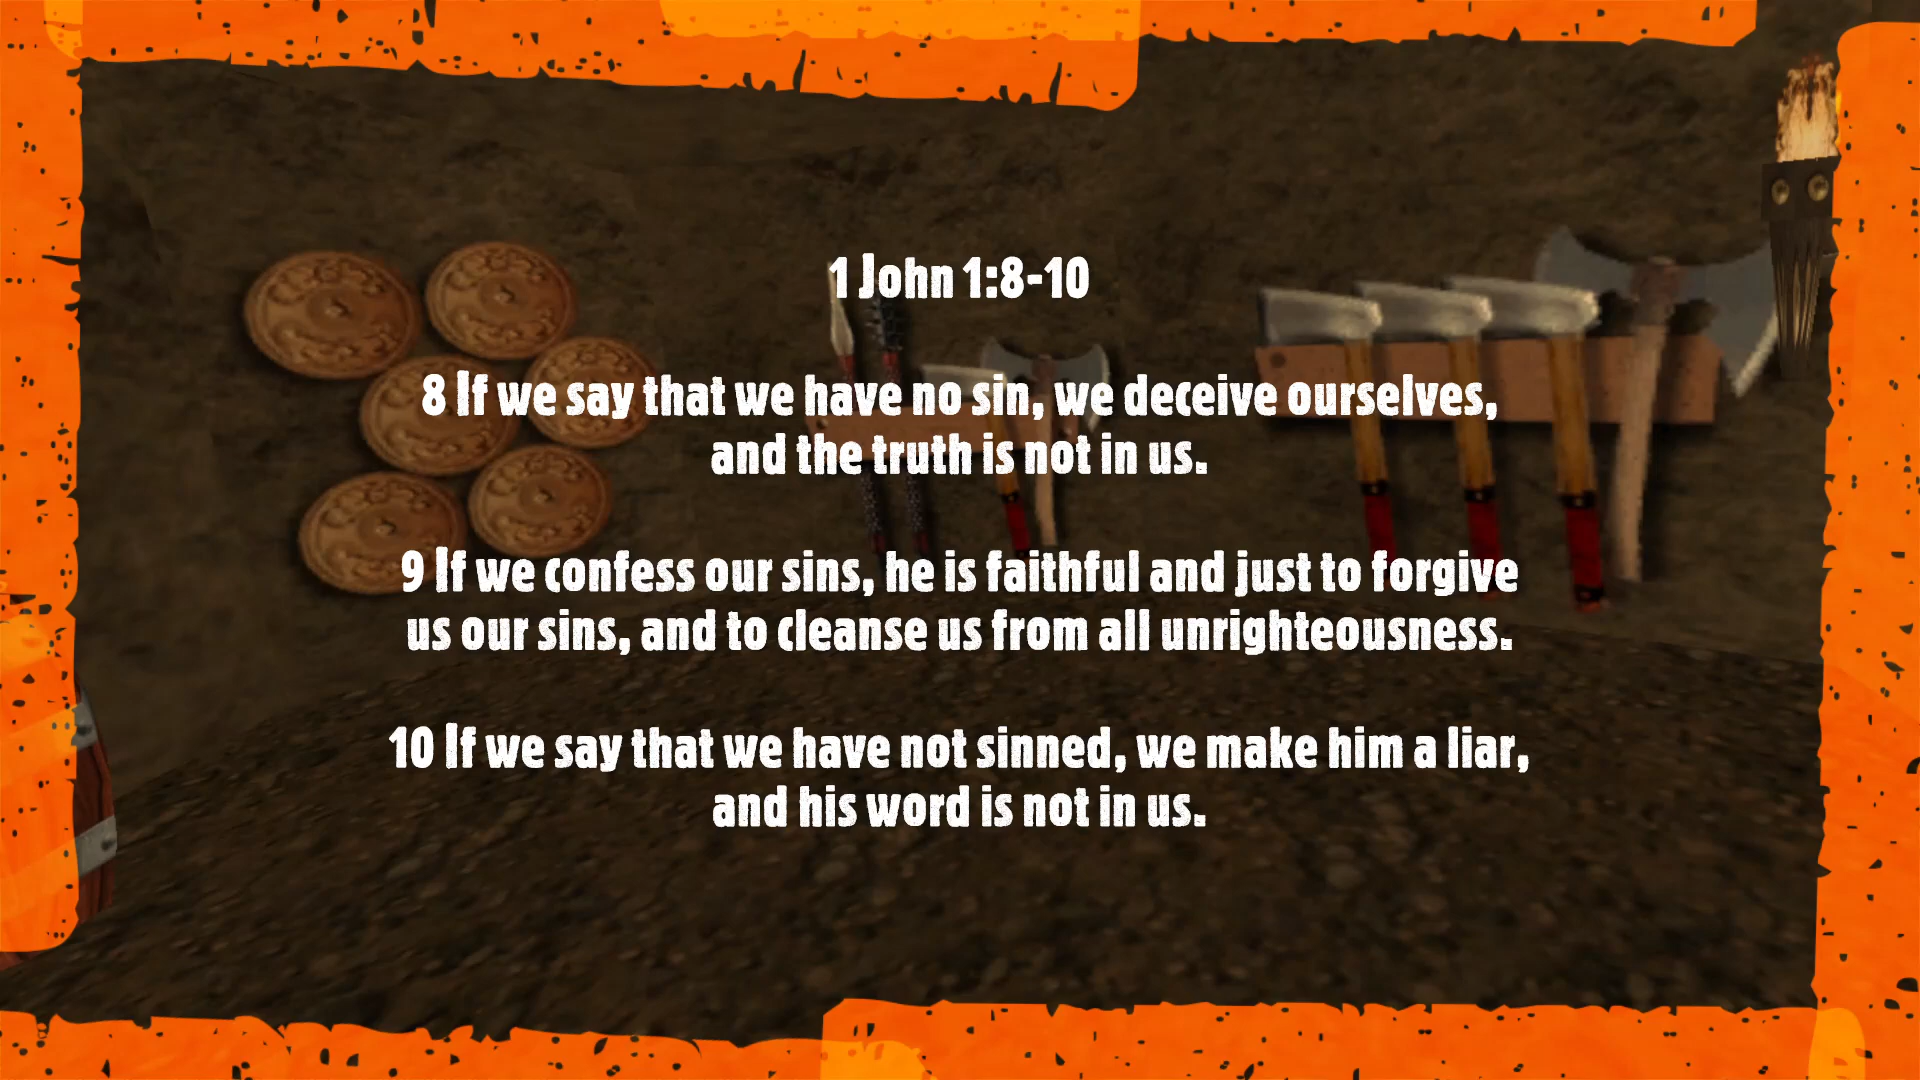 1 John 1:8-10
8 If we say that we have no sin, we deceive ourselves,
and the truth is not in us.
9 If we confess our sins, he is faithful and just to forgive
us our sins, and to cleanse us from all unrighteousness.
10 If we say that we have not sinned, we make him a liar,
and his word is not in us.